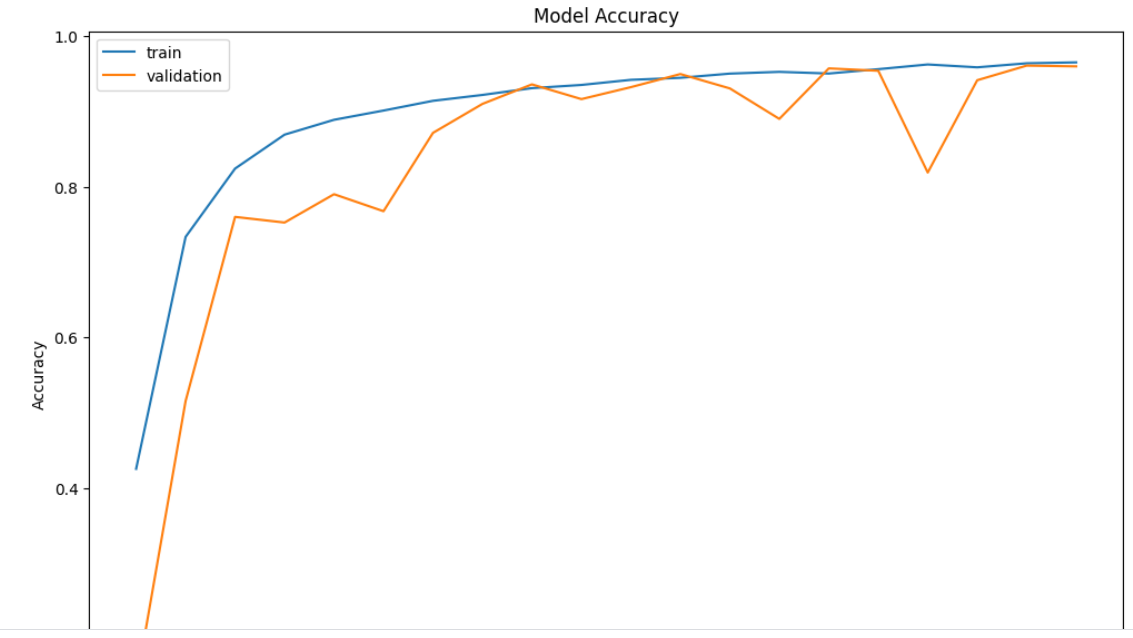 Model Accuracy
1.0
train
validation
0.8
0.6
Accuracy
0.4